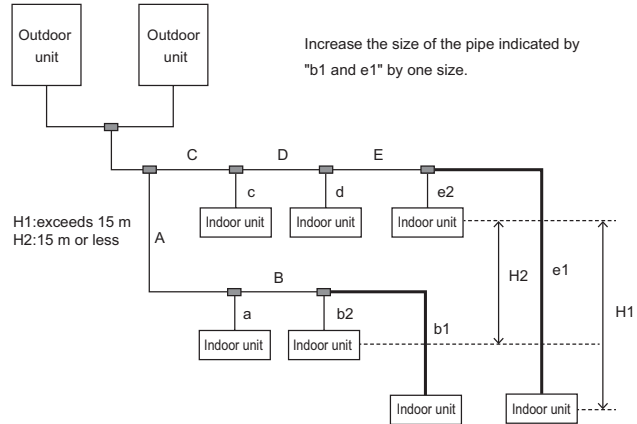 Outdoor
unit
Outdoor
unit
Increase the size of the pipe indicated by
"b1 and e1" by one size.
C
D
E
c
d
e2
Indoor unit
Indoor unit
Indoor unit
H1:exceeds 15 m
H2:15 m or less
A
H2
e1
H1
B
a
b2
b1
Indoor unit
Indoor unit
Indoor unit
Indoor unit